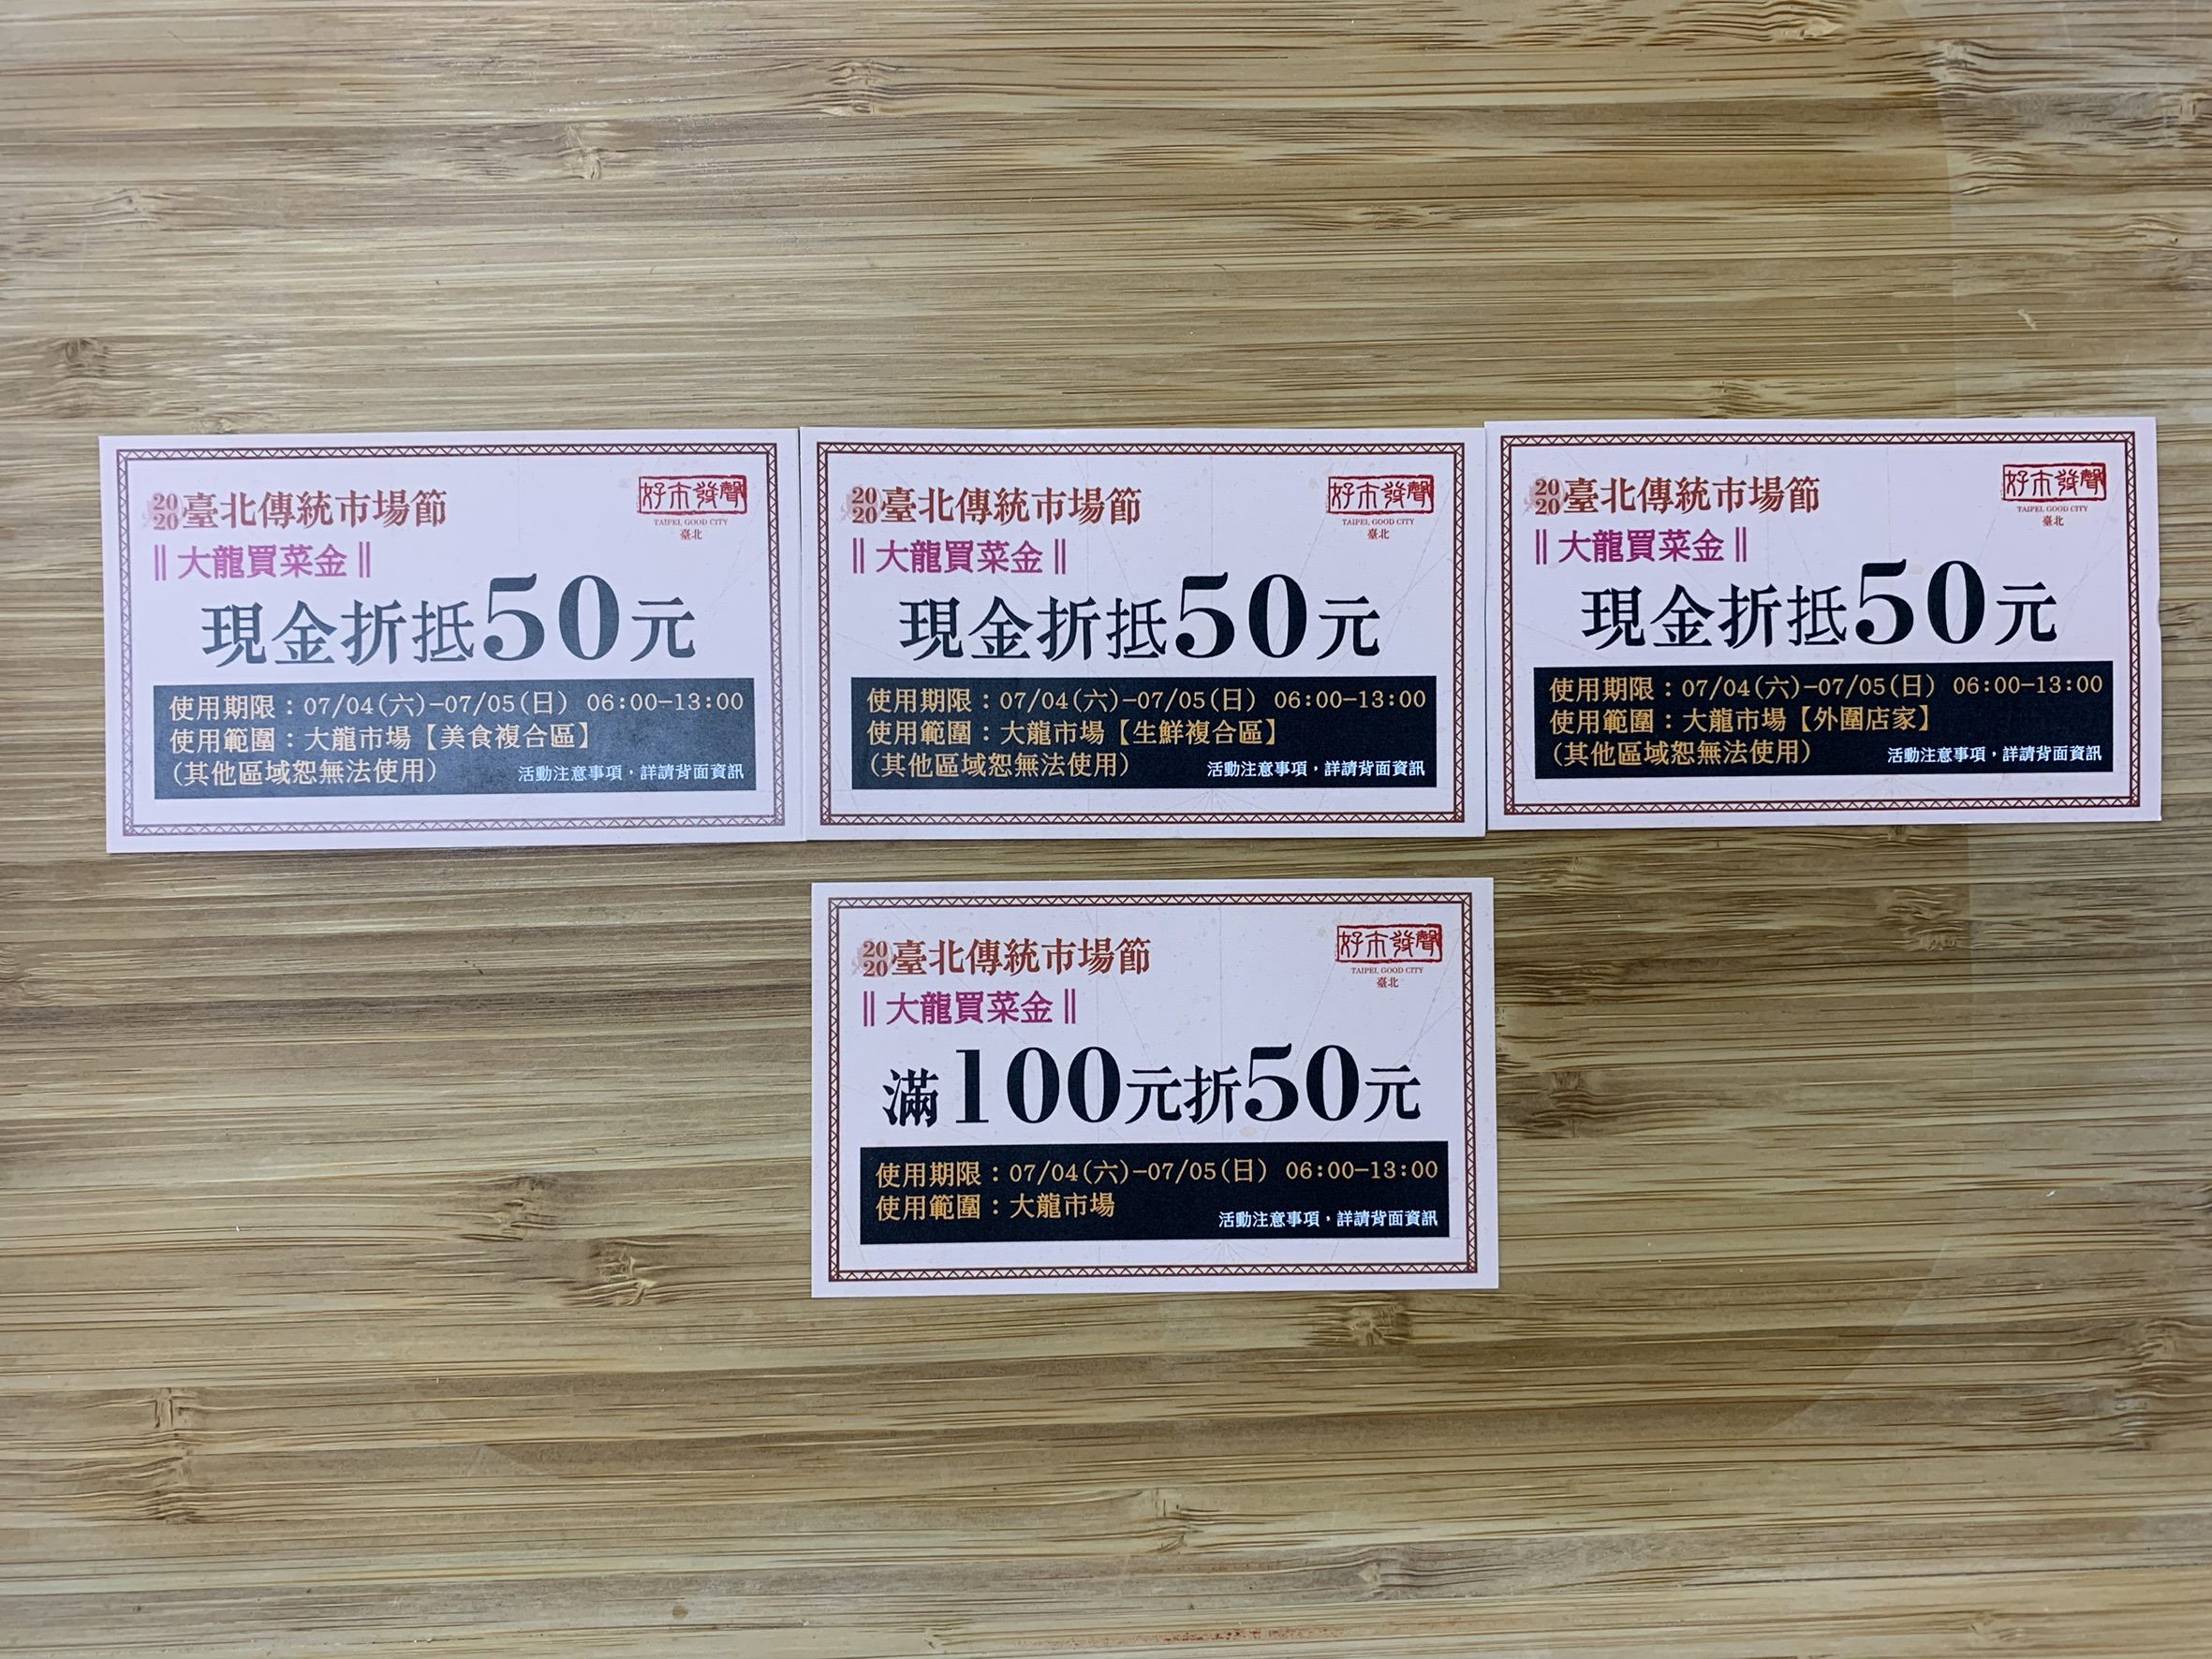 2020臺北傳統市場節
好市發聲
TAIPEI, GOOD CITY
臺北
||大龍買菜金||
現金折抵50元
使用期限：07/04(六)-07/05(日) 06:00-13:00
使用範圍：大龍市場【美食複合區】
(其他區域恕無法使用)
活動注意事項，詳請背面資訊
2020臺北傳統市場節
好市發聲
TAIPEI, GOOD CITY
臺北
||大龍買菜金||
現金折抵50元
使用期限：07/04(六)-07/05(日) 06:00-13:00
使用範圍：大龍市場【生鮮複合區】
(其他區域恕無法使用)
活動注意事項，詳請背面資訊
2020臺北傳統市場節
好市發聲
TAIPEI, GOOD CITY
臺北
||大龍買菜金||
現金折抵50元
使用期限：07/04(六)-07/05(日) 06:00-13:00
使用範圍：大龍市場【外圍店家】
(其他區域恕無法使用)
活動注意事項，詳請背面資訊
2020臺北傳統市場節
好市發聲
TAIPEI, GOOD CITY
臺北
||大龍買菜金||
滿100元折50元
使用期限：07/04(六)-07/05(日) 06:00-13:00
使用範圍：大龍市場
活動注意事項，詳請背面資訊